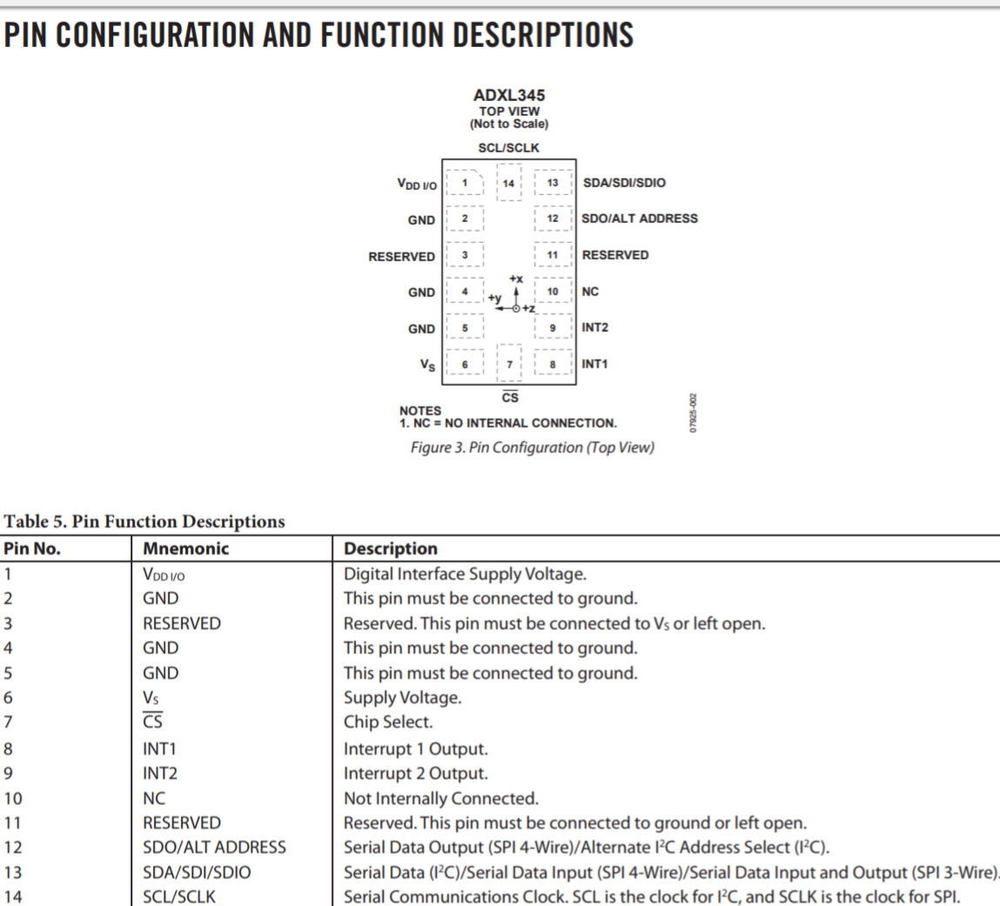 PIN CONFIGURATION AND FUNCTION DESCRIPTIONS
ADXL345
TOP VIEW
(Not to Scale)
SCL/SCLK
VDD I/O 1 14 13 SDA/SDI/SDIO
GND 2 12 SDO/ALT ADDRESS
RESERVED 3 11 RESERVED
+x
GND 4 10 NC
+y
+z
GND 5 9 INT2
VS 6 7 8 INT1
CS
NOTES
1. NC = NO INTERNAL CONNECTION.
07925-002
Figure 3. Pin Configuration (Top View)
Table 5. Pin Function Descriptions
Pin No. Mnemonic Description
1 VDD I/O Digital Interface Supply Voltage.
2 GND This pin must be connected to ground.
3 RESERVED Reserved. This pin must be connected to VS or left open.
4 GND This pin must be connected to ground.
5 GND This pin must be connected to ground.
6 VS Supply Voltage.
7 CS Chip Select.
8 INT1 Interrupt 1 Output.
9 INT2 Interrupt 2 Output.
10 NC Not Internally Connected.
11 RESERVED Reserved. This pin must be connected to ground or left open.
12 SDO/ALT ADDRESS Serial Data Output (SPI 4-Wire)/Alternate I²C Address Select (I²C).
13 SDA/SDI/SDIO Serial Data (I²C)/Serial Data Input (SPI 4-Wire)/Serial Data Input and Output (SPI 3-Wire).
14 SCL/SCLK Serial Communications Clock. SCL is the clock for I²C, and SCLK is the clock for SPI.